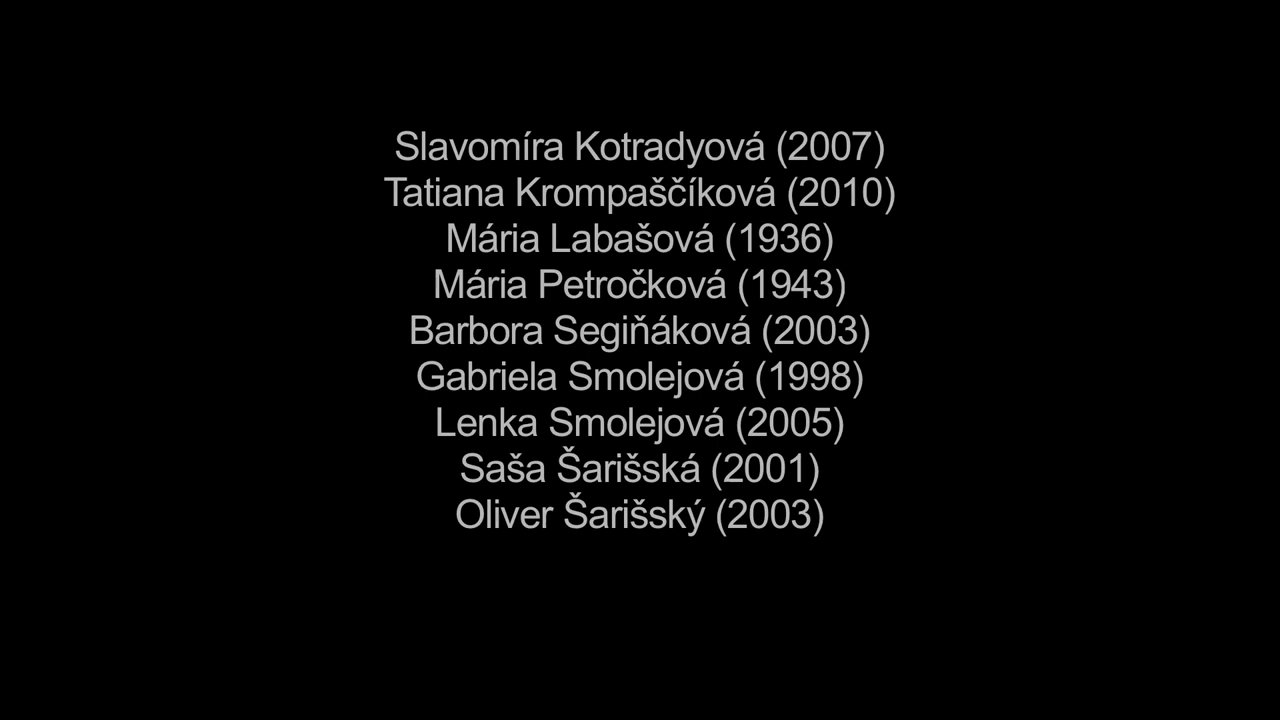 Slavomíra Kotradyová (2007)
Tatiana Krompaščíková (2010)
Mária Labašová (1936)
Mária Petročková (1943)
Barbora Segiňáková (2003)
Gabriela Smolejová (1998)
Lenka Smolejová (2005)
Saša Šarišská (2001)
Oliver Šarišský (2003)